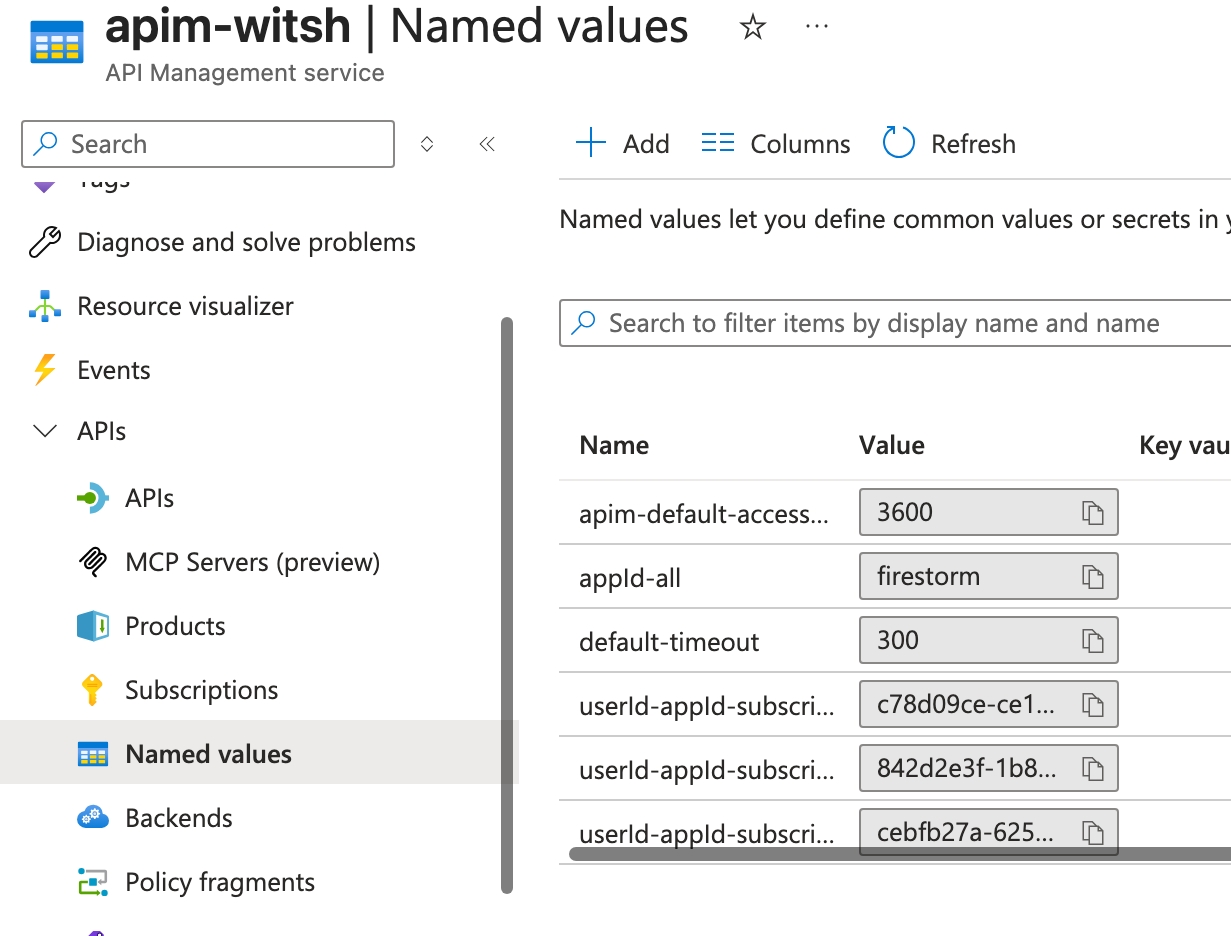 apim-witsh | Named values
API Management service
Search
Add
Columns
Refresh
Tags
Diagnose and solve problems
Resource visualizer
Events
APIs
APIs
MCP Servers (preview)
Products
Subscriptions
Named values
Backends
Policy fragments
Named values let you define common values or secrets in y
Search to filter items by display name and name
Name Value Key vau
apim-default-access... 3600
appId-all firestorm
default-timeout 300
userId-appId-subscri... c78d09ce-ce1...
userId-appId-subscri... 842d2e3f-1b8...
userId-appId-subscri... cebfb27a-625...